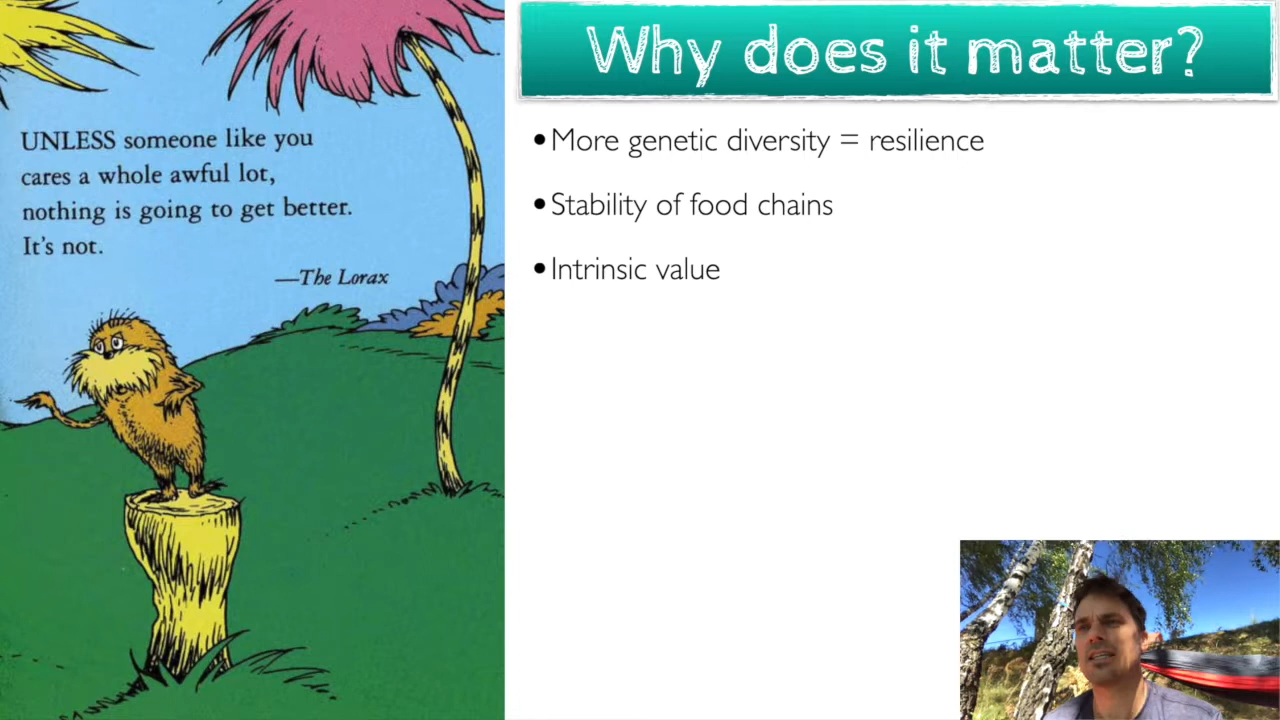 UNLESS someone like you
cares a whole awful lot,
nothing is going to get better.
It's not.
—The Lorax
Why does it matter?
•More genetic diversity = resilience
•Stability of food chains
•Intrinsic value